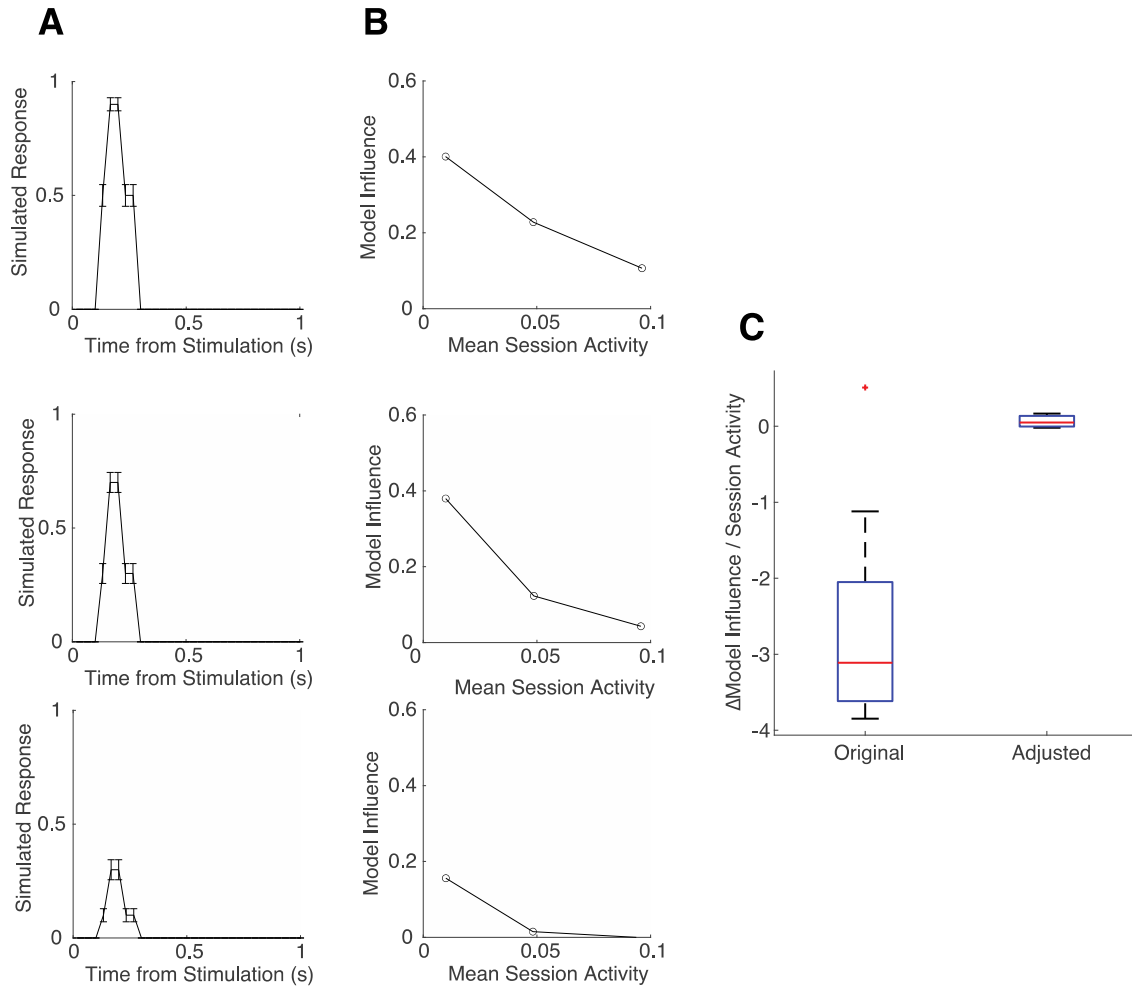 A
B
1
0.5
0
0
0.5
1
Simulated Response
Time from Stimulation (s)
0.6
0.4
0.2
0
0
0.05
0.1
Model Influence
Mean Session Activity
1
0.5
0
0
0.5
1
Simulated Response
Time from Stimulation (s)
0.6
0.4
0.2
0
0
0.05
0.1
Model Influence
Mean Session Activity
1
0.5
0
0
0.5
1
Simulated Response
Time from Stimulation (s)
0.6
0.4
0.2
0
0
0.05
0.1
Model Influence
Mean Session Activity
C
0
-1
-2
-3
-4
ΔModel Influence / Session Activity
Original
Adjusted